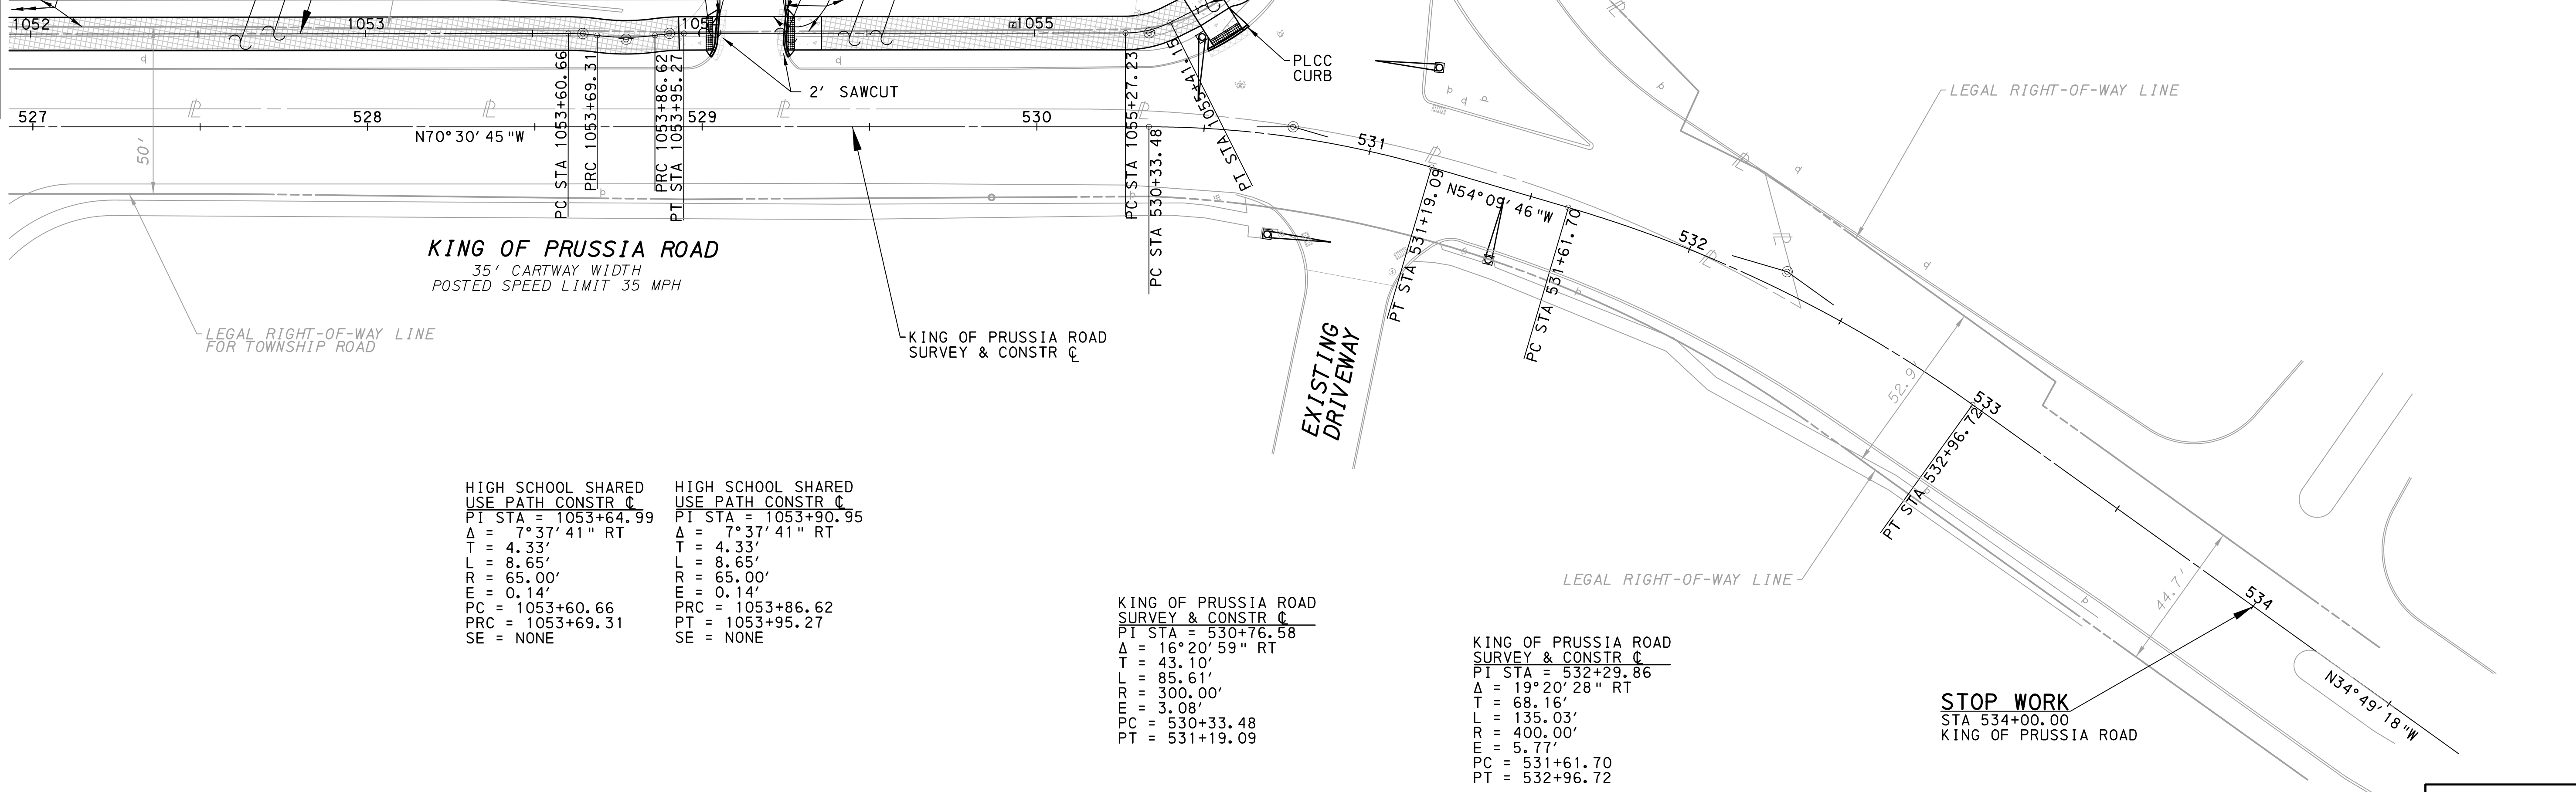 1052
1053
1054
1055
PLCC
CURB
2' SAWCUT
LEGAL RIGHT-OF-WAY LINE
527
528
529
530
531
532
533
534
N70°30'45"W
50'
PC STA 1053+60.66
PRC 1053+69.31
PRC 1053+86.62
PT STA 1053+95.27
PC STA 1055+27.23
PT STA 1055+41.15
PC STA 530+33.48
PT STA 531+19.09
N54°09'46"W
PC STA 531+61.70
KING OF PRUSSIA ROAD
35' CARTWAY WIDTH
POSTED SPEED LIMIT 35 MPH
LEGAL RIGHT-OF-WAY LINE
FOR TOWNSHIP ROAD
KING OF PRUSSIA ROAD
SURVEY & CONSTR ℄
EXISTING
DRIVEWAY
52.9'
PT STA 532+96.72
LEGAL RIGHT-OF-WAY LINE
44.7'
N34°49'18"W
HIGH SCHOOL SHARED
USE PATH CONSTR ℄
PI STA = 1053+64.99
Δ = 7°37'41" RT
T = 4.33'
L = 8.65'
R = 65.00'
E = 0.14'
PC = 1053+60.66
PRC = 1053+69.31
SE = NONE
HIGH SCHOOL SHARED
USE PATH CONSTR ℄
PI STA = 1053+90.95
Δ = 7°37'41" RT
T = 4.33'
L = 8.65'
R = 65.00'
E = 0.14'
PRC = 1053+86.62
PT = 1053+95.27
SE = NONE
KING OF PRUSSIA ROAD
SURVEY & CONSTR ℄
PI STA = 530+76.58
Δ = 16°20'59" RT
T = 43.10'
L = 85.61'
R = 300.00'
E = 3.08'
PC = 530+33.48
PT = 531+19.09
KING OF PRUSSIA ROAD
SURVEY & CONSTR ℄
PI STA = 532+29.86
Δ = 19°20'28" RT
T = 68.16'
L = 135.03'
R = 400.00'
E = 5.77'
PC = 531+61.70
PT = 532+96.72
STOP WORK
STA 534+00.00
KING OF PRUSSIA ROAD